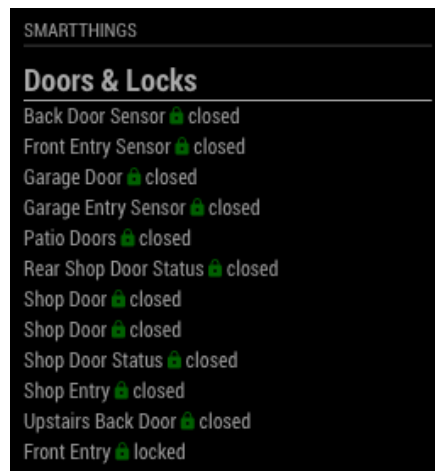 SMARTTHINGS
Doors & Locks
Back Door Sensor closed
Front Entry Sensor closed
Garage Door closed
Garage Entry Sensor closed
Patio Doors closed
Rear Shop Door Status closed
Shop Door closed
Shop Door closed
Shop Door Status closed
Shop Entry closed
Upstairs Back Door closed
Front Entry locked